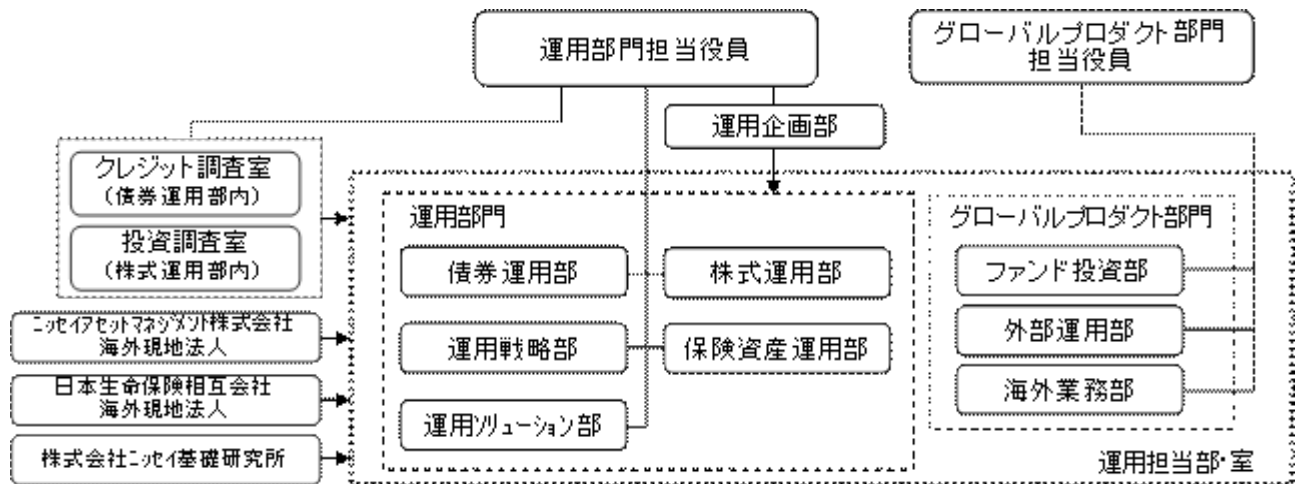 運用部門担当役員
グローバルプロダクト部門
担当役員
運用企画部
クレジット調査室
(債券運用部内)
投資調査室
(株式運用部内)
ニッセイアセットマネジメント株式会社
海外現地法人
日本生命保険相互会社
海外現地法人
株式会社ニッセイ基礎研究所
運用部門
債券運用部
株式運用部
運用戦略部
保険資産運用部
運用ソリューション部
グローバルプロダクト部門
ファンド投資部
外部運用部
海外業務部
運用担当部・室